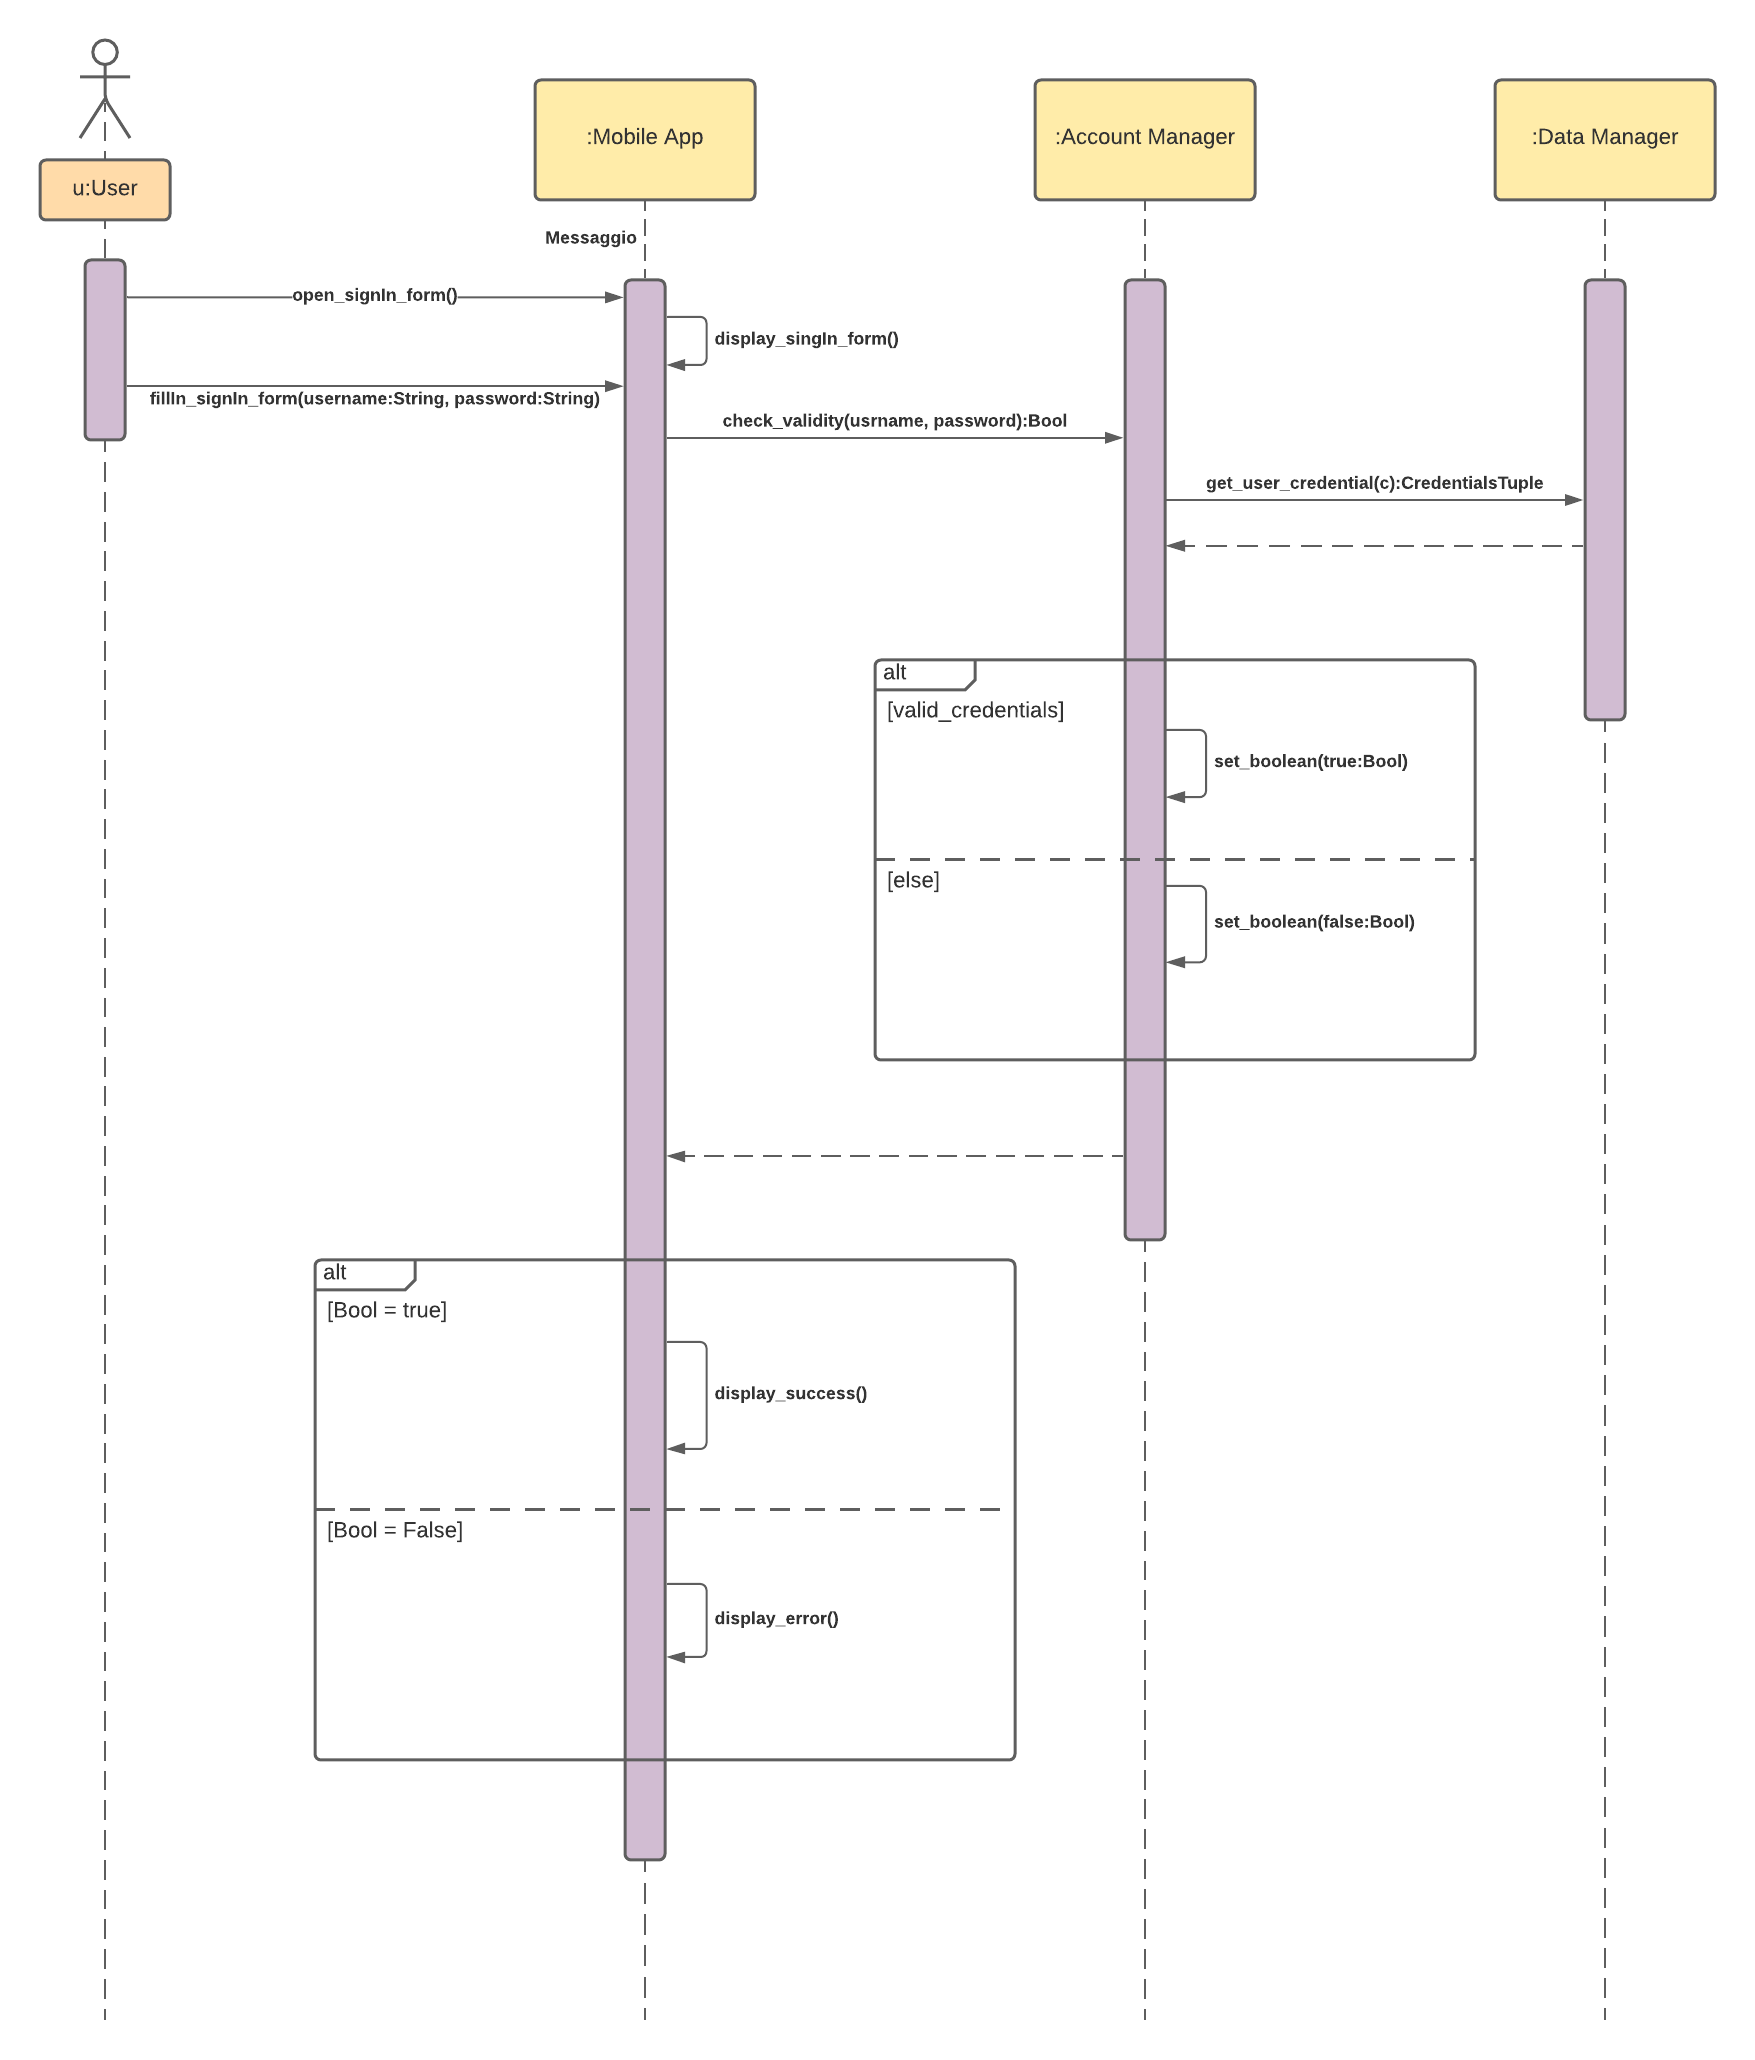 u:User
:Mobile App
:Account Manager
:Data Manager
Messaggio
open_signIn_form()
display_singIn_form()
fillIn_signIn_form(username:String, password:String)
check_validity(usrname, password):Bool
get_user_credential(c):CredentialsTuple
alt
[valid_credentials]
set_boolean(true:Bool)
[else]
set_boolean(false:Bool)
alt
[Bool = true]
display_success()
[Bool = False]
display_error()